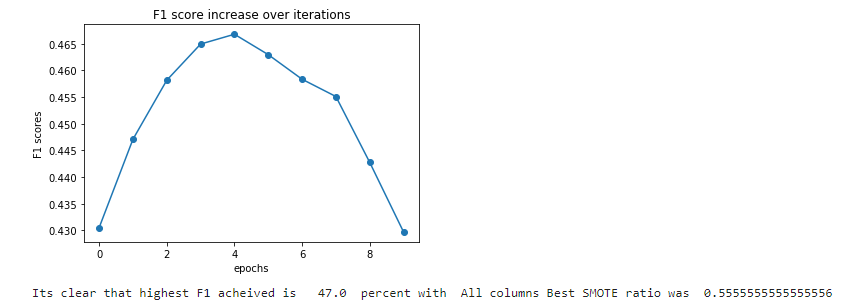 F1 score increase over iterations
0.465
0.460
0.455
0.450
0.445
0.440
0.435
0.430
F1 scores
0 2 4 6 8
epochs
Its clear that highest F1 acheived is 47.0 percent with All columns Best SMOTE ratio was 0.5555555555555556